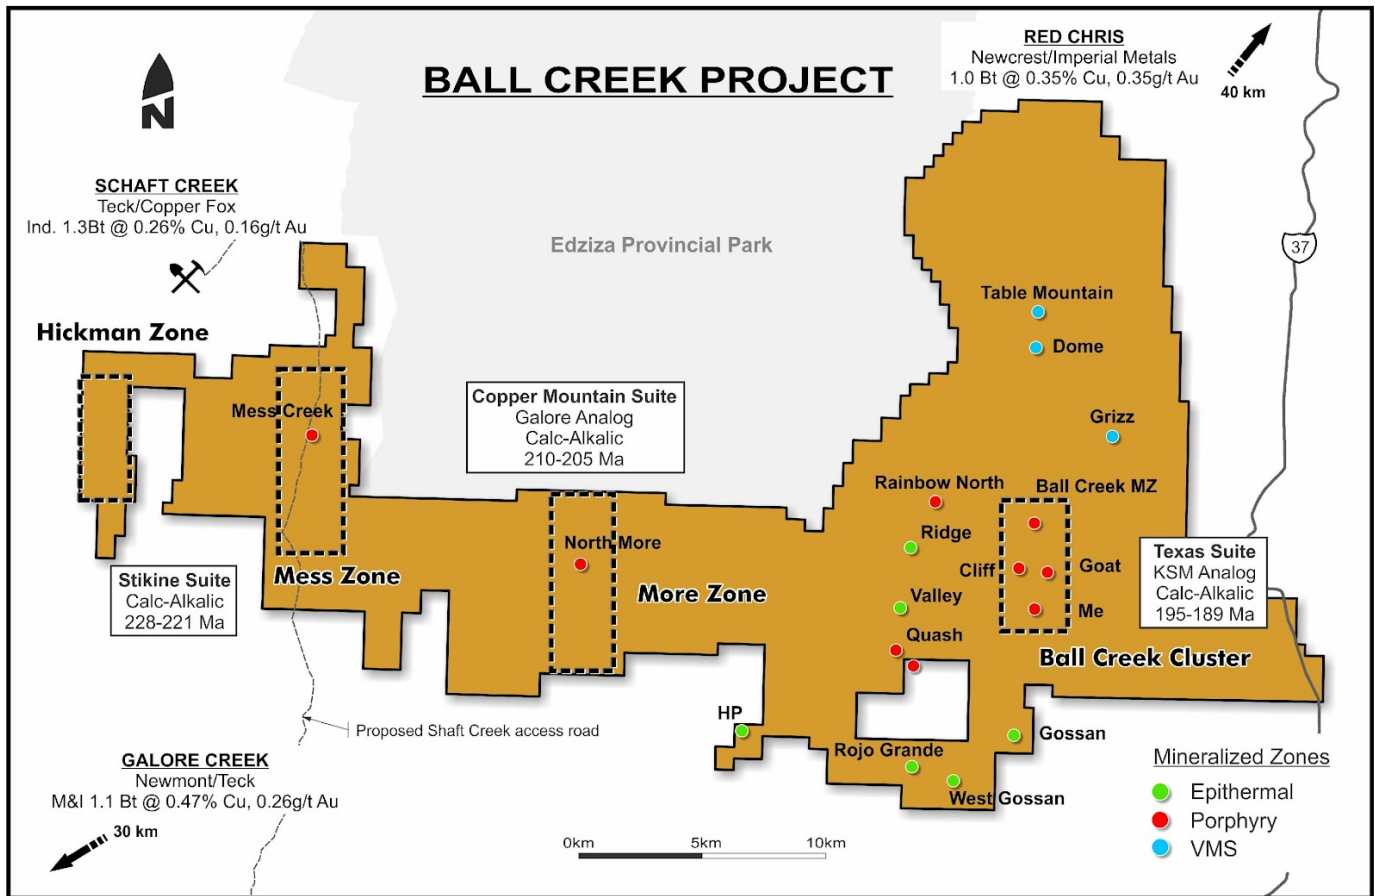 BALL CREEK PROJECT
RED CHRIS
Newcrest/Imperial Metals
1.0 Bt @ 0.35% Cu, 0.35g/t Au
40 km
N
SCHAFT CREEK
Teck/Copper Fox
Ind. 1.3Bt @ 0.26% Cu, 0.16g/t Au
Edziza Provincial Park
37
Hickman Zone
Table Mountain
Dome
Mess Creek
Copper Mountain Suite
Galore Analog
Calc-Alkalic
210-205 Ma
Grizz
Rainbow North
Ball Creek MZ
Ridge
North More
Cliff
Goat
Texas Suite
KSM Analog
Calc-Alkalic
195-189 Ma
Stikine Suite
Calc-Alkalic
228-221 Ma
Mess Zone
More Zone
Valley
Me
Quash
Ball Creek Cluster
HP
Proposed Shaft Creek access road
Gossan
Rojo Grande
West Gossan
GALORE CREEK
Newmont/Teck
M&I 1.1 Bt @ 0.47% Cu, 0.26g/t Au
30 km
0km 5km 10km
Mineralized Zones
Epithermal
Porphyry
VMS